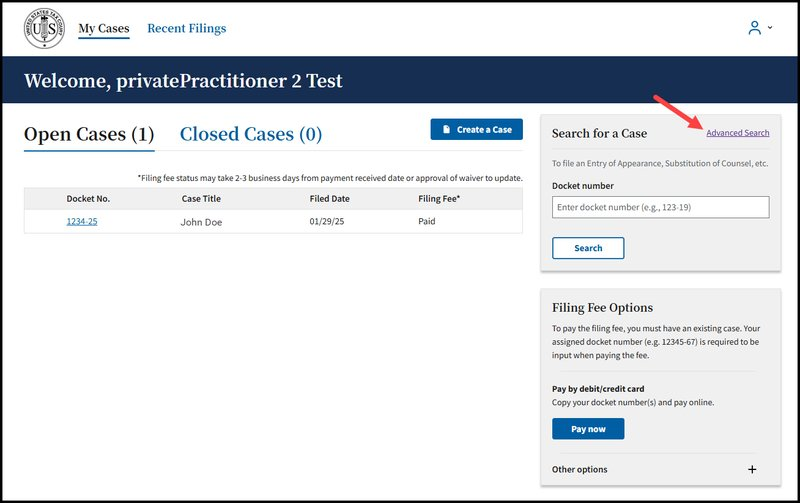 UNITED STATES TAX COURT
US
My Cases
Recent Filings
Welcome, privatePractitioner 2 Test
Open Cases (1)
Closed Cases (0)
Create a Case
*Filing fee status may take 2-3 business days from payment received date or approval of waiver to update.
Docket No. Case Title Filed Date Filing Fee*
1234-25 John Doe 01/29/25 Paid
Search for a Case
Advanced Search
To file an Entry of Appearance, Substitution of Counsel, etc.
Docket number
Enter docket number (e.g., 123-19)
Search
Filing Fee Options
To pay the filing fee, you must have an existing case. Your
assigned docket number (e.g. 12345-67) is required to be
input when paying the fee.
Pay by debit/credit card
Copy your docket number(s) and pay online.
Pay now
Other options